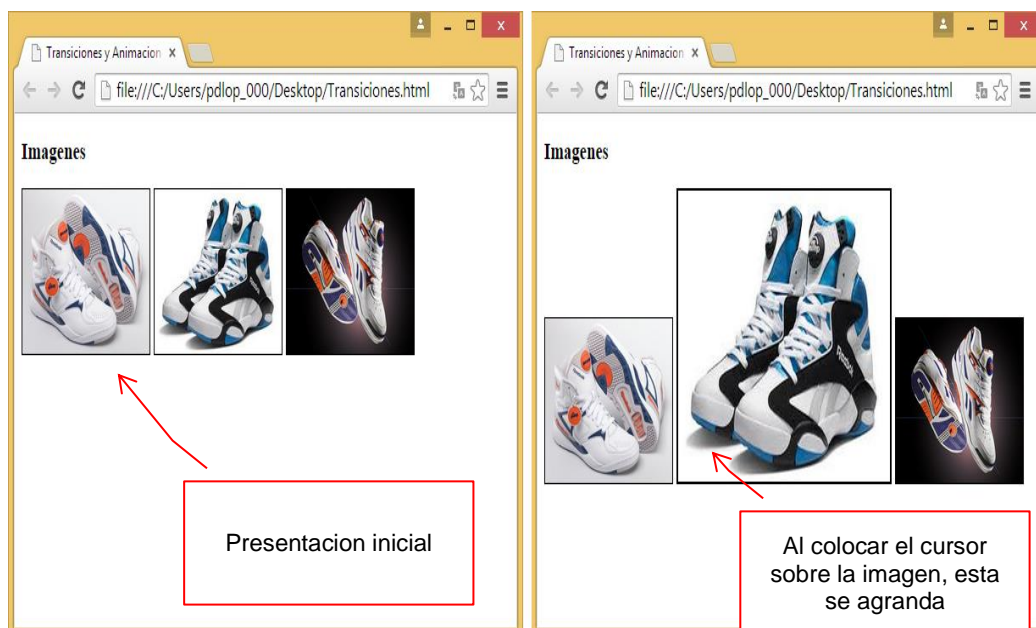 Transiciones y Animacion
file:///C:/Users/pdlop_000/Desktop/Transiciones.html
Imagenes
Presentacion inicial
Transiciones y Animacion
file:///C:/Users/pdlop_000/Desktop/Transiciones.html
Imagenes
Reebok
Al colocar el cursor
sobre la imagen, esta
se agranda